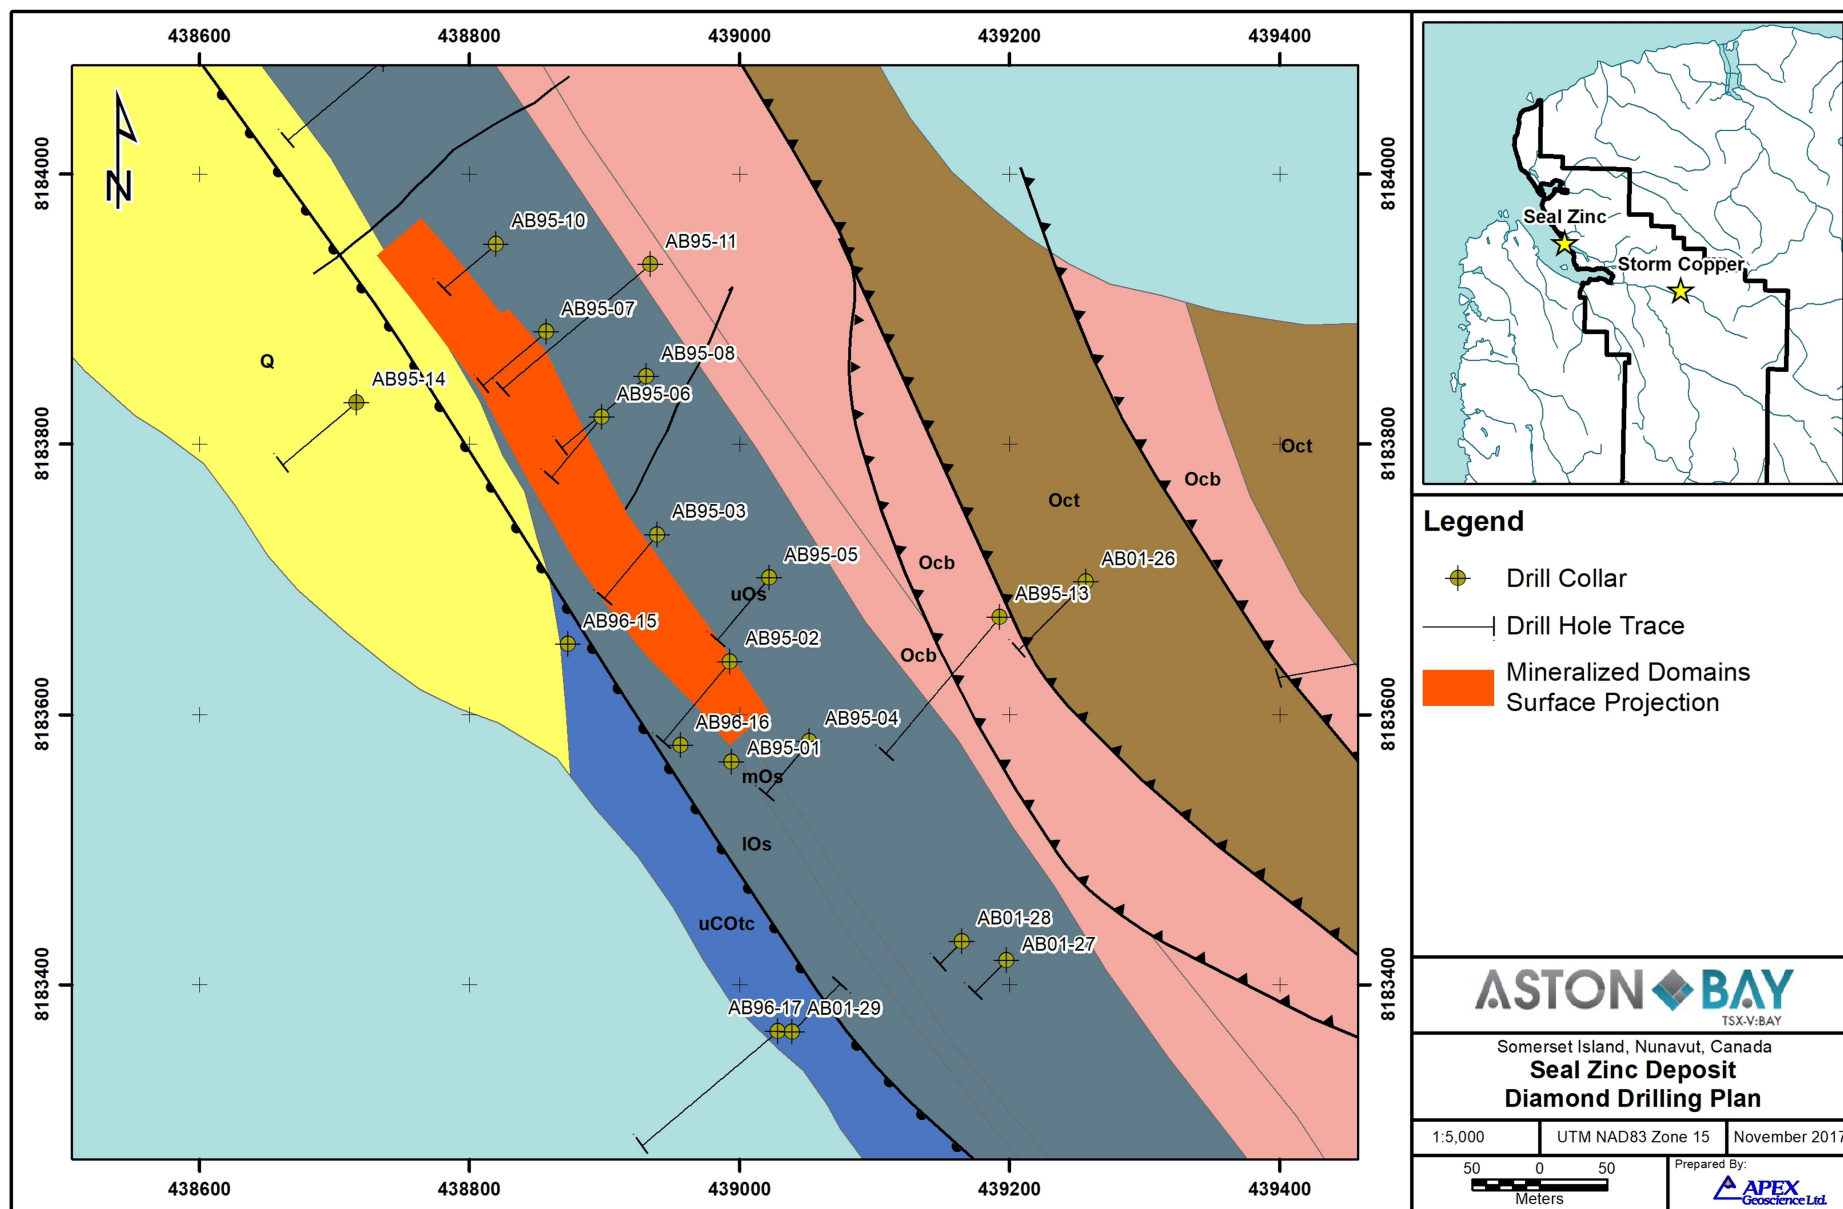 438600 438800 439000 439200 439400
8184000
8183800
8183600
8183400
8184000
8183800
8183600
8183400
N
AB95-10
AB95-11
AB95-07
AB95-08
Q
AB95-14
AB95-06
Oct
Ocb
Oct
AB95-03
AB95-05
Ocb
AB01-26
uOs
AB95-13
AB96-15
AB95-02
Ocb
AB96-16
AB95-04
AB95-01
mOs
lOs
uCOtc
AB01-28
AB01-27
AB96-17
AB01-29
438600 438800 439000 439200 439400
Seal Zinc
Storm Copper
Legend
Drill Collar
Drill Hole Trace
Mineralized Domains
Surface Projection
ASTON BAY
TSX-V:BAY
Somerset Island, Nunavut, Canada
Seal Zinc Deposit
Diamond Drilling Plan
1:5,000
UTM NAD83 Zone 15
November 2017
50 0 50
Meters
Prepared By:
APEX
Geoscience Ltd.